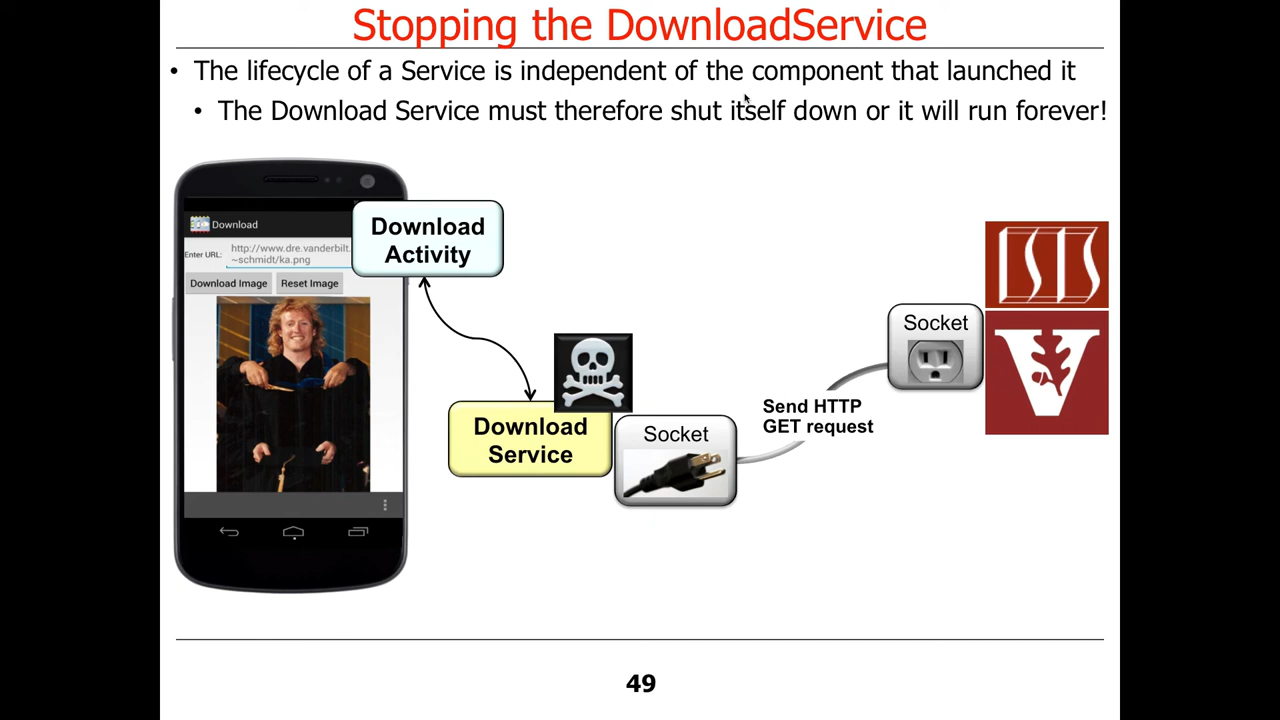 Stopping the DownloadService
• The lifecycle of a Service is independent of the component that launched it
• The Download Service must therefore shut itself down or it will run forever!
Download
Enter URL:
http://www.dre.vanderbilt.
~schmidt/ka.png
Download Image
Reset Image
Download
Activity
Download
Service
Socket
Send HTTP
GET request
Socket
ISIS
V
49